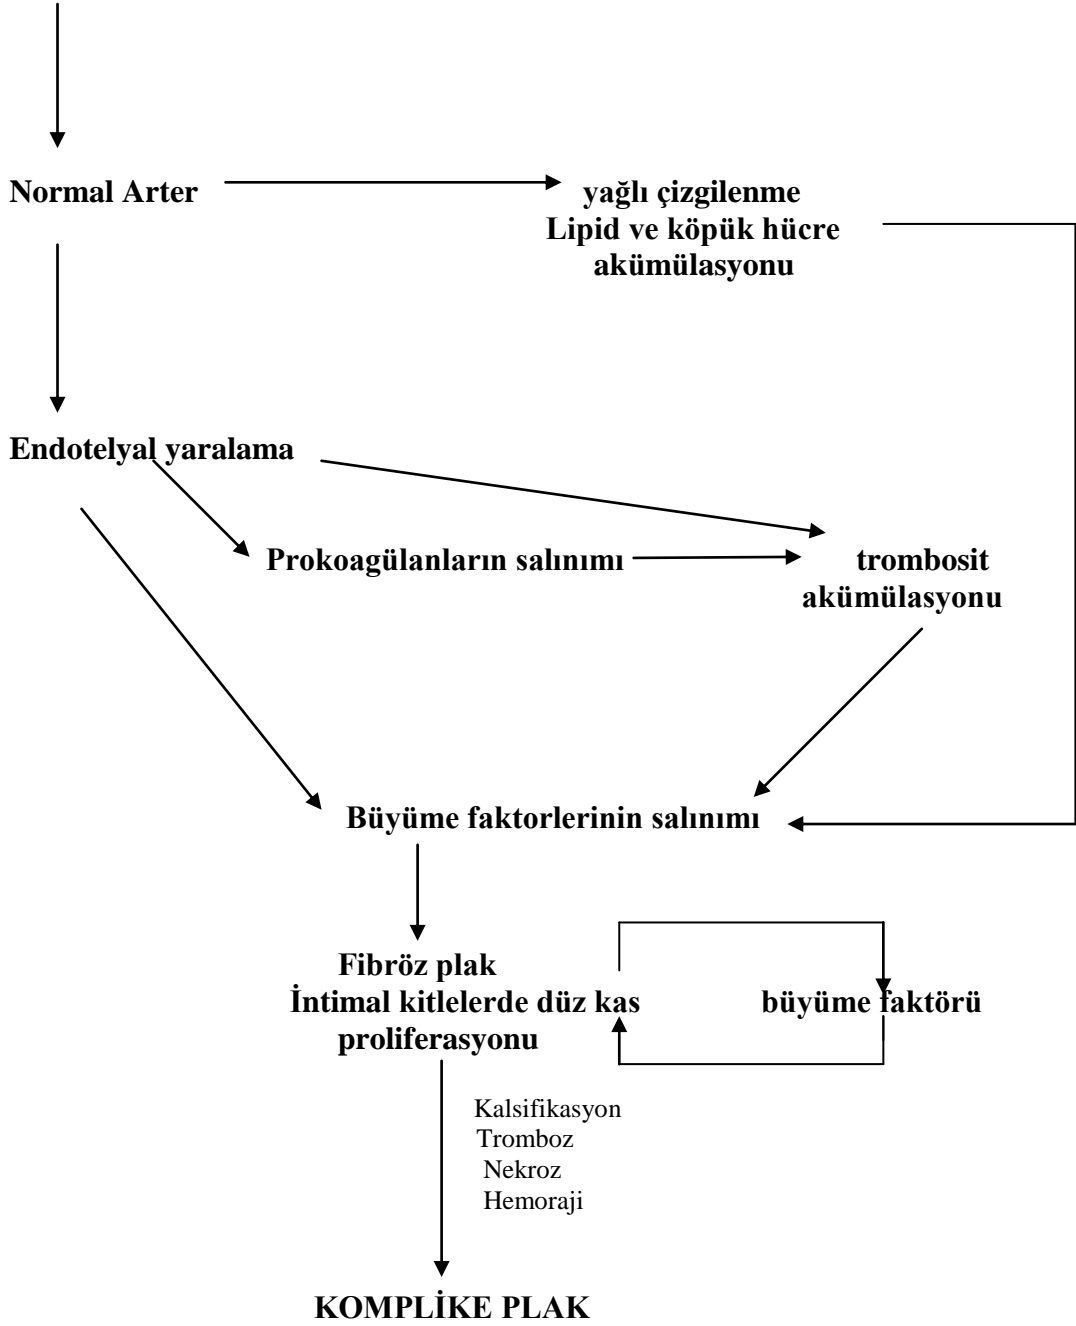 Normal Arter
yağlı çizgilenme
Lipid ve köpük hücre
akümülasyonu
Endotelyal yaralama
Prokoagülanların salınımı
trombosit
akümülasyonu
Büyüme faktorlerinin salınımı
Fibröz plak
İntimal kitlelerde düz kas
proliferasyonu
büyüme faktörü
Kalsifikasyon
Tromboz
Nekroz
Hemoraji
KOMPLİKE PLAK